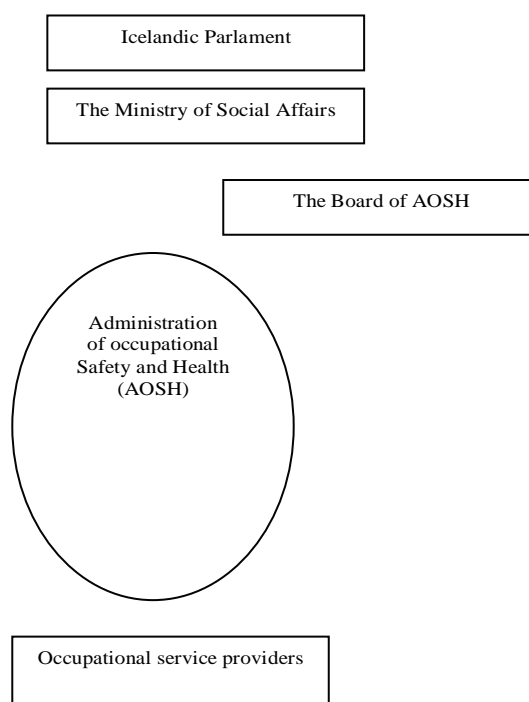 Icelandic Parlament
The Ministry of Social Affairs
The Board of AOSH
Administration
of occupational
Safety and Health
(AOSH)
Occupational service providers